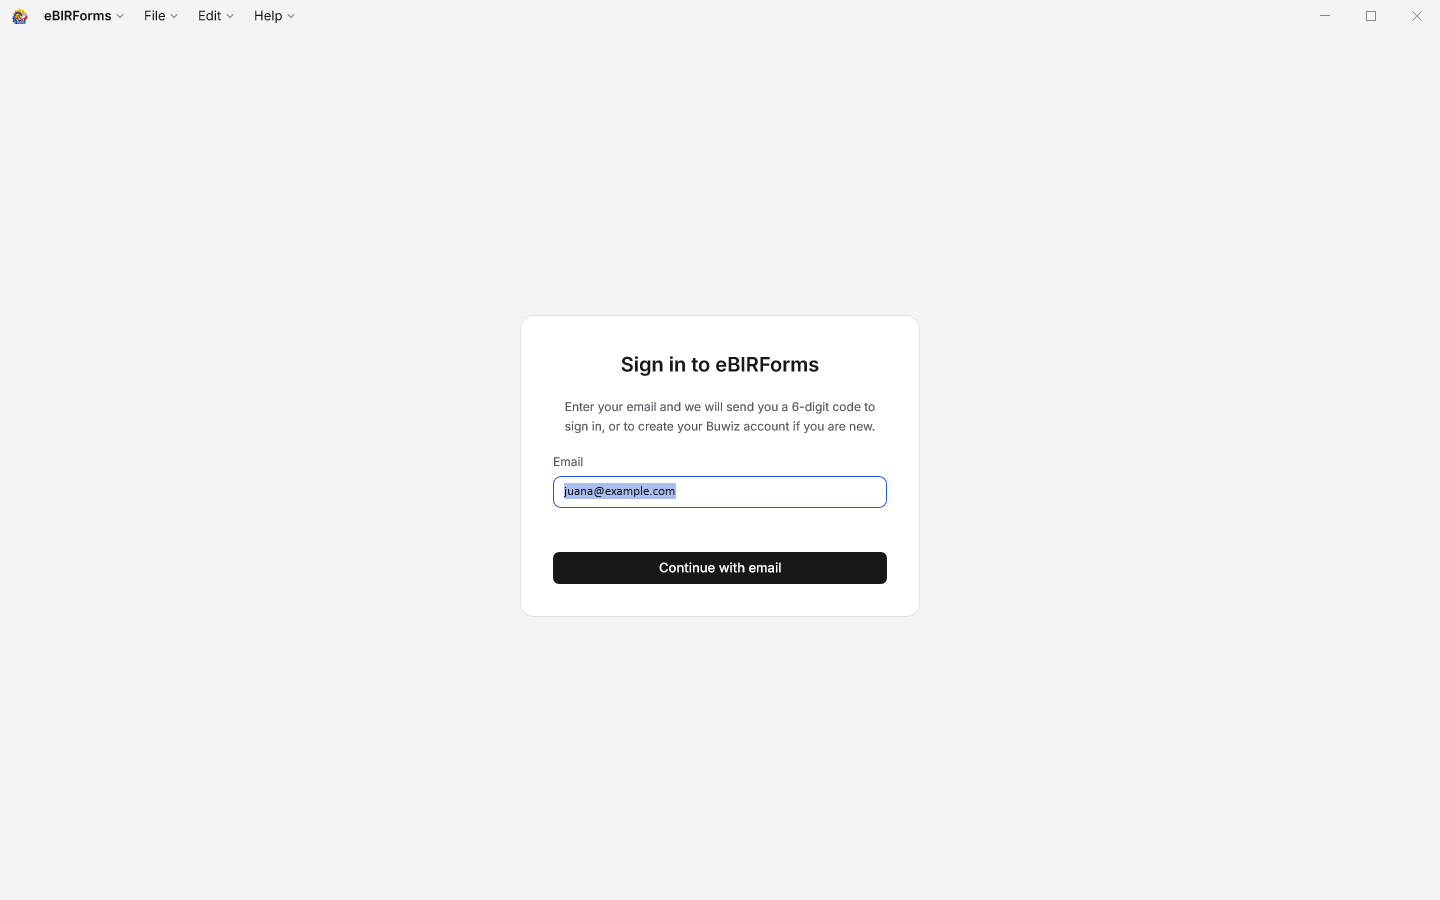 eBIRForms File Edit Help
Sign in to eBIRForms
Enter your email and we will send you a 6-digit code to
sign in, or to create your Buwiz account if you are new.
Email
juana@example.com
Continue with email